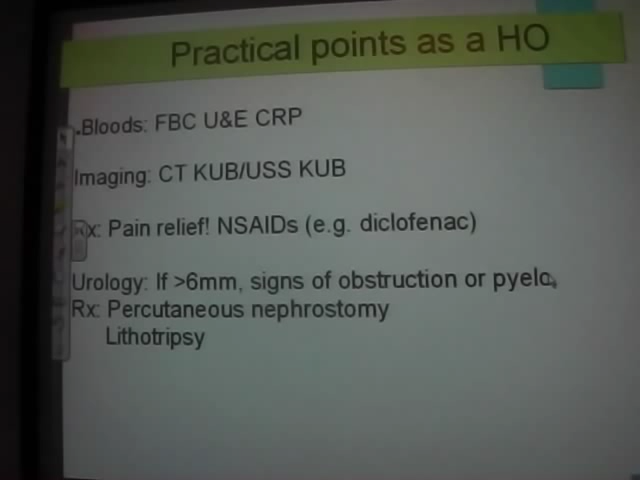 Practical points as a HO
.Bloods: FBC U&E CRP
Imaging: CT KUB/USS KUB
Rx: Pain relief! NSAIDs (e.g. diclofenac)
Urology: If >6mm, signs of obstruction or pyelo,
Rx: Percutaneous nephrostomy
Lithotripsy